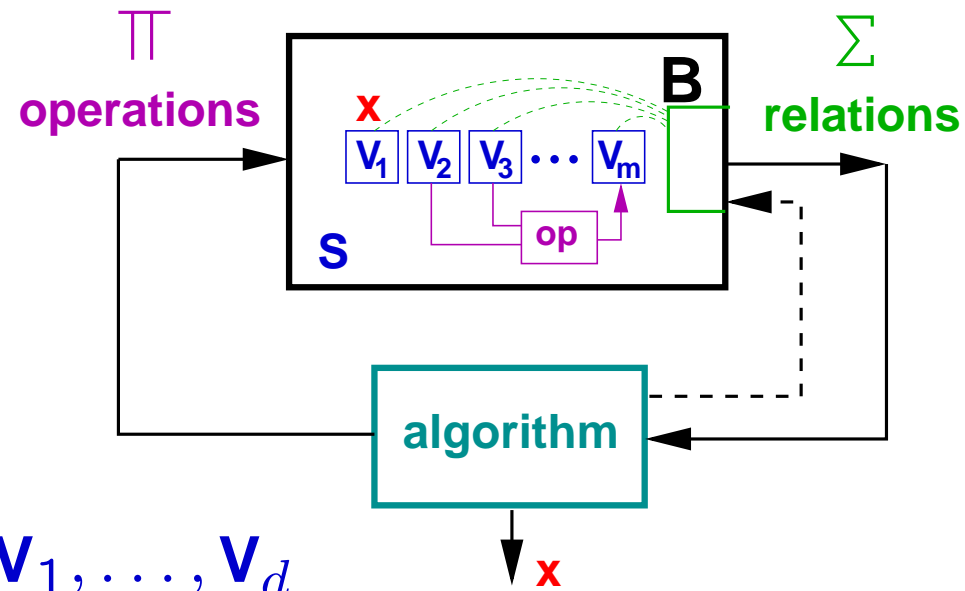 Π
operations
Σ
relations
B
x
V1 V2 V3 ••• Vm
op
S
algorithm
V1, . . . , Vd
x